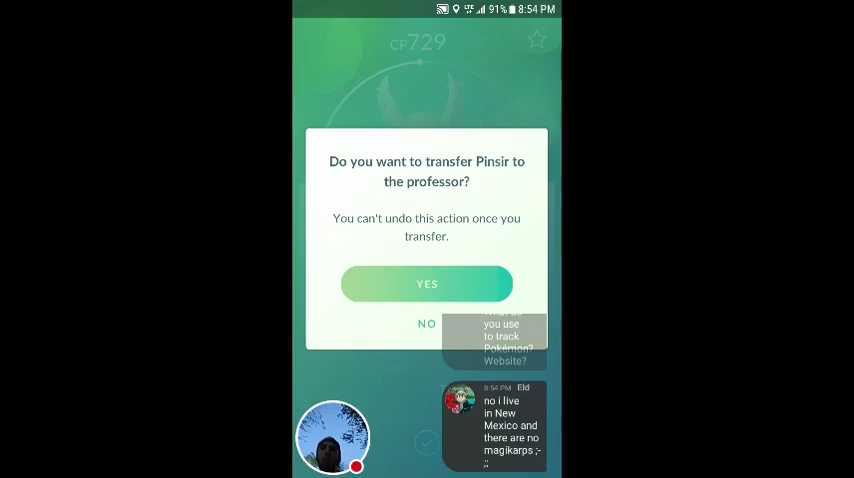 LTE 91% 8:54 PM
CP729
Do you want to transfer Pinsir to
the professor?
You can't undo this action once you
transfer.
YES
NO
you use
to track
Pokémon?
Website?
8:54 PM Eld
no i live
in New
Mexico and
there are no
magikarps ;-
;;